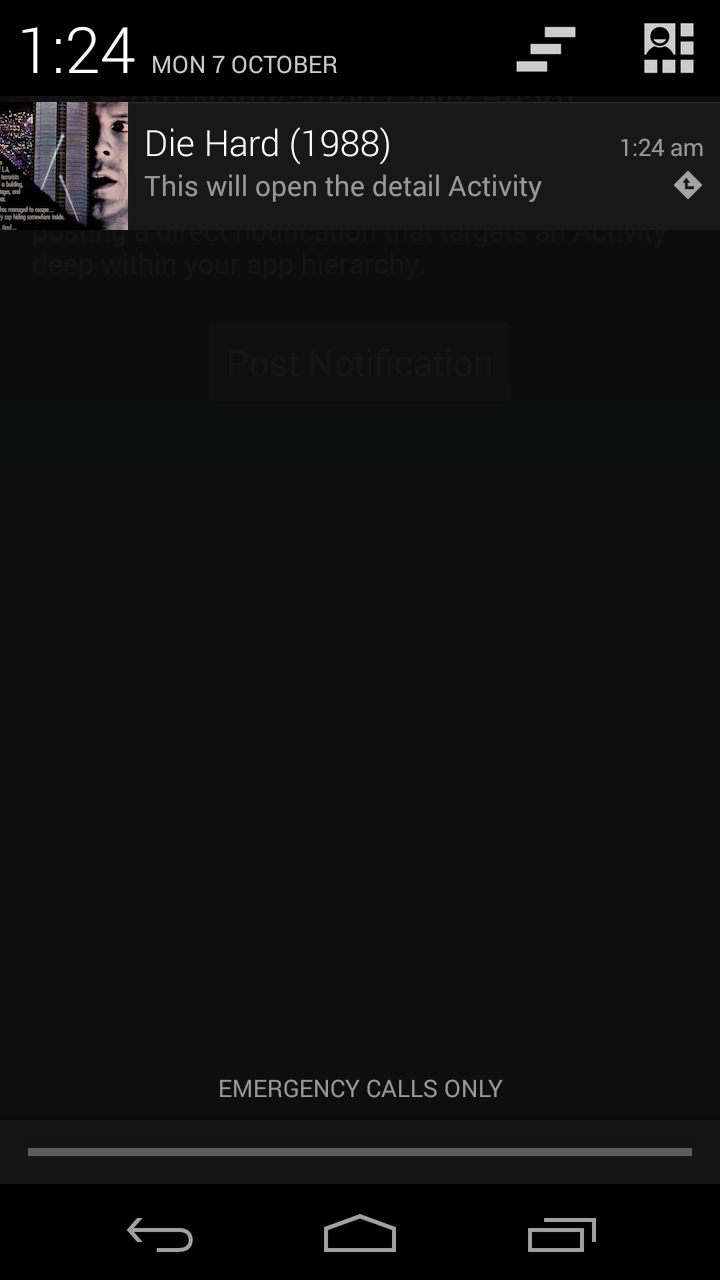 1:24 MON 7 OCTOBER
Die Hard (1988)
1:24 am
This will open the detail Activity
posting a direct notification that targets an Activity
deep within your app hierarchy.
Post Notification
EMERGENCY CALLS ONLY